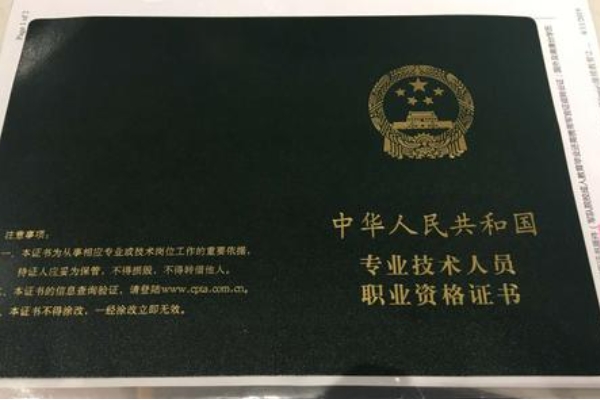 中华人民共和国
专业技术人员
职业资格证书
注意事项:
一、本证书为从事相应专业或技术岗位工作的重要依据,
持证人应妥为保管,不得损毁,不得转借他人。
、本证书的信息查询验证,请登陆www.cpta.com.cn。
、本证书不得涂改,一经涂改立即无效。
Page 1 of 2